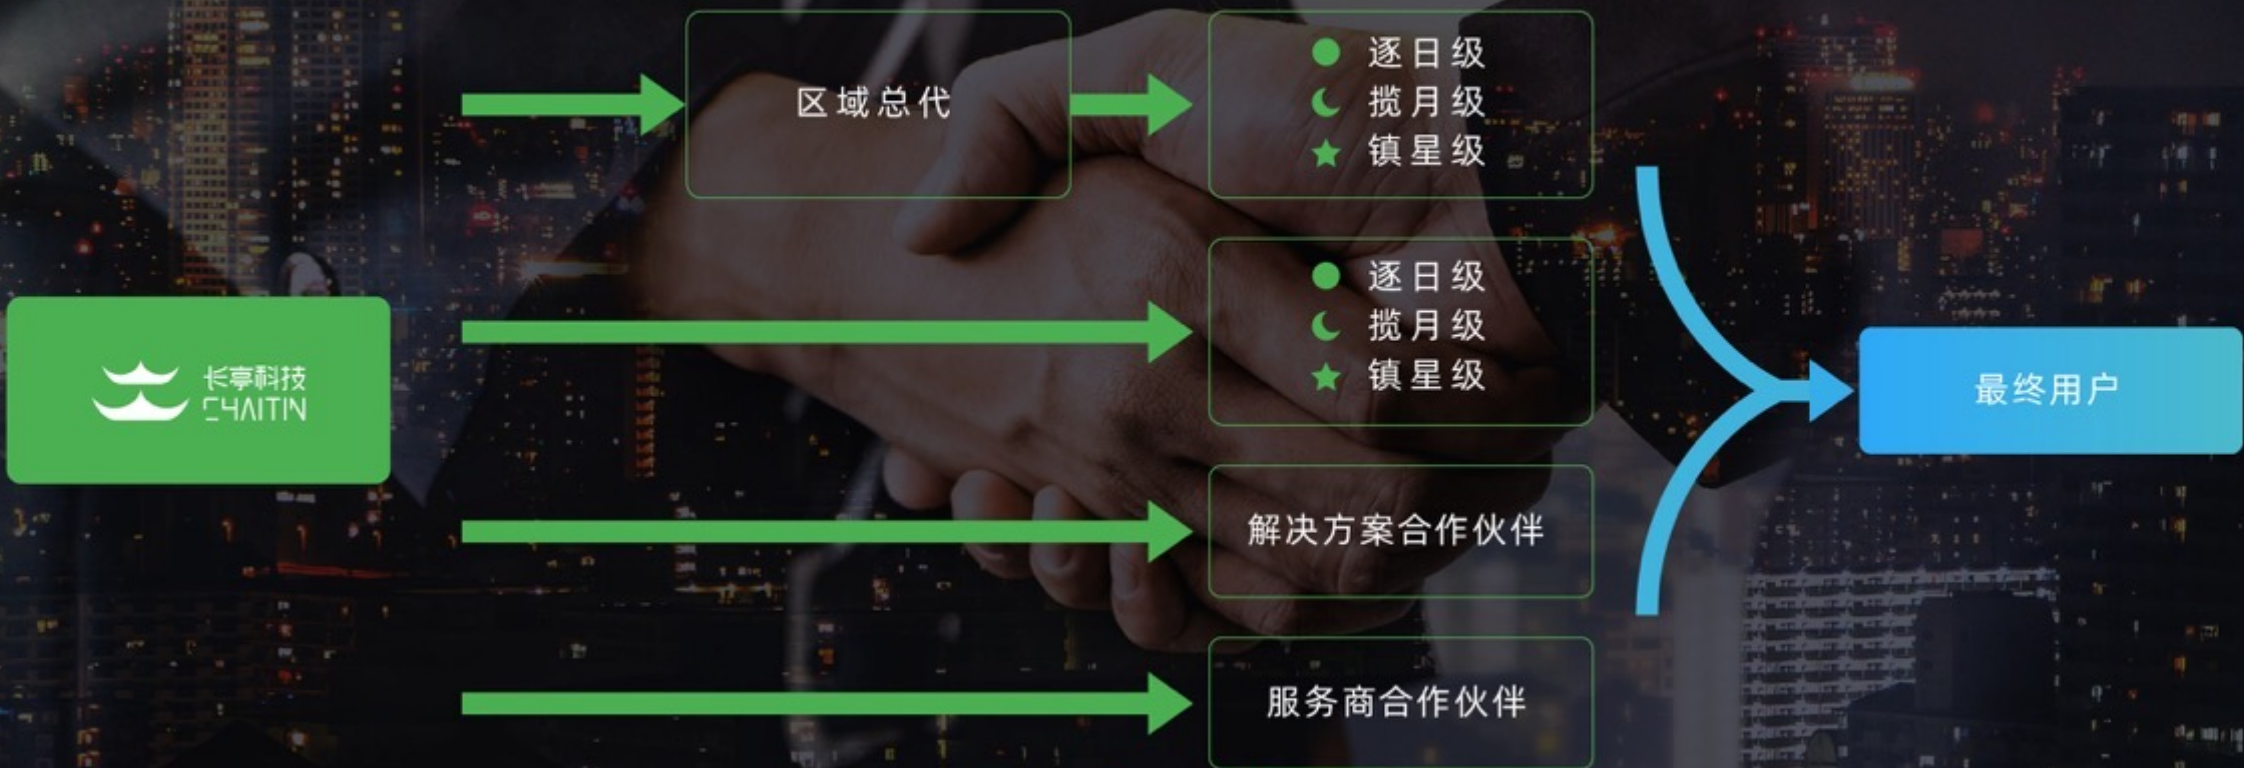 区域总代
逐日级
揽月级
镇星级
逐日级
揽月级
镇星级
长亭科技
CHAITIN
最终用户
解决方案合作伙伴
服务商合作伙伴